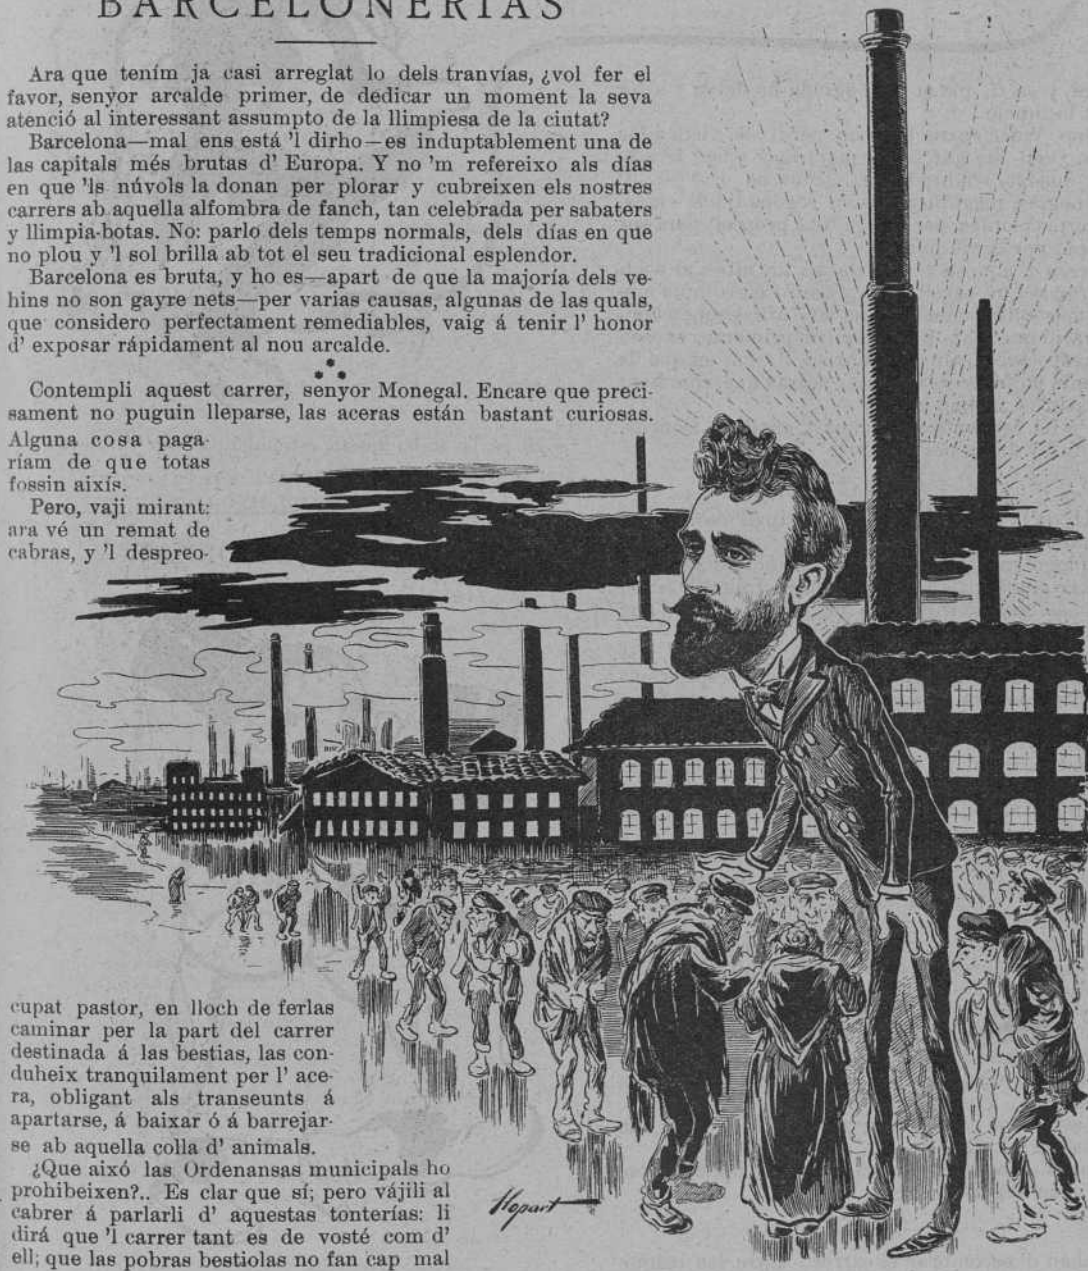 BARCELONERIAS
Ara que tením ja casi arreglat lo dels tranvías, ¿vol fer el
favor, senyor arcalde primer, de dedicar un moment la seva
atenció al interessant assumpto de la llimpiesa de la ciutat?
Barcelona—mal ens está 'l dirho—es induptablement una de
las capitals més brutas d' Europa. Y no 'm refereixo als días
en que 'ls núvols la donan per plorar y cubreixen els nostres
carrers ab aquella alfombra de fanch, tan celebrada per sabaters
y llimpia-botas. No: parlo dels temps normals, dels días en que
no plou y 'l sol brilla ab tot el seu tradicional esplendor.
Barcelona es bruta, y ho es—apart de que la majoría dels ve-
hins no son gayre nets—per varias causas, algunas de las quals,
que considero perfectament remediables, vaig á tenir l' honor
d' exposar rápidament al nou arcalde.
Contempli aquest carrer, senyor Monegal. Encare que preci-
sament no puguin lleparse, las aceras están bastant curiosas.
Alguna cosa paga-
ríam de que totas
fossin aixís.
Pero, vaji mirant:
ara vé un remat de
cabras, y 'l despreo-
cupat pastor, en lloch de ferlas
caminar per la part del carrer
destinada á las bestias, las con-
duheix tranquilament per l' ace-
ra, obligant als transeunts á
apartarse, á baixar ó á barrejar-
se ab aquella colla d' animals.
¿Que aixó las Ordenansas municipals ho
prohibeixen?.. Es clar que sí; pero vájili al
cabrer á parlarli d' aquestas tonterías: li
dirá que 'l carrer tant es de vosté com d'
ell; que las pobras bestiolas no fan cap mal
Llopart